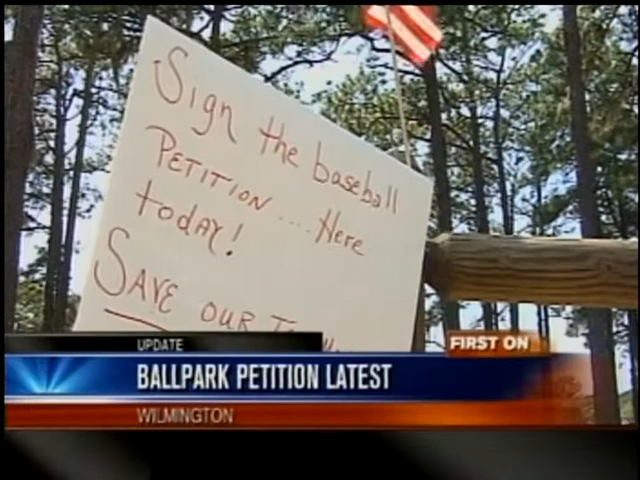 Sign the baseball
PETITION .... Here
today!
SAVE OUR
UPDATE
FIRST ON
BALLPARK PETITION LATEST
WILMINGTON